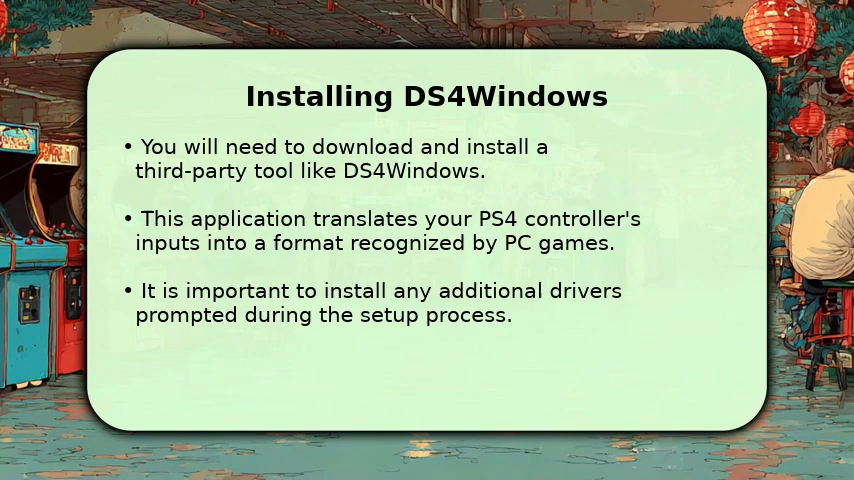 Installing DS4Windows
• You will need to download and install a
third-party tool like DS4Windows.
• This application translates your PS4 controller's
inputs into a format recognized by PC games.
• It is important to install any additional drivers
prompted during the setup process.